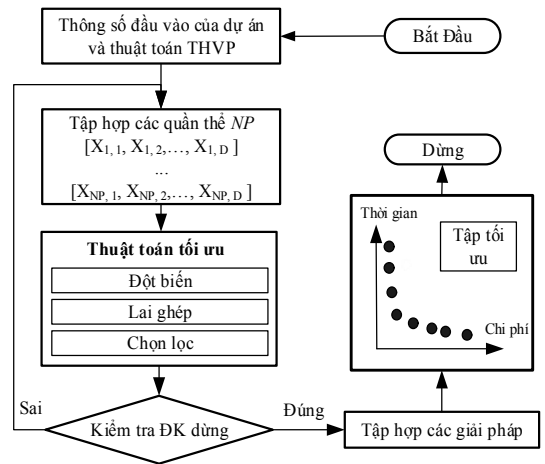 Bắt Đầu
Thông số đầu vào của dự án
và thuật toán THVP
Tập hợp các quần thể NP
[X1, 1, X1, 2,…, X1, D ]
...
[XNP, 1, XNP, 2,…, XNP, D ]
Thuật toán tối ưu
Đột biến
Lai ghép
Chọn lọc
Kiểm tra ĐK dừng
Sai
Đúng
Tập hợp các giải pháp
Thời gian
Tập tối
ưu
Chi phí
Dừng